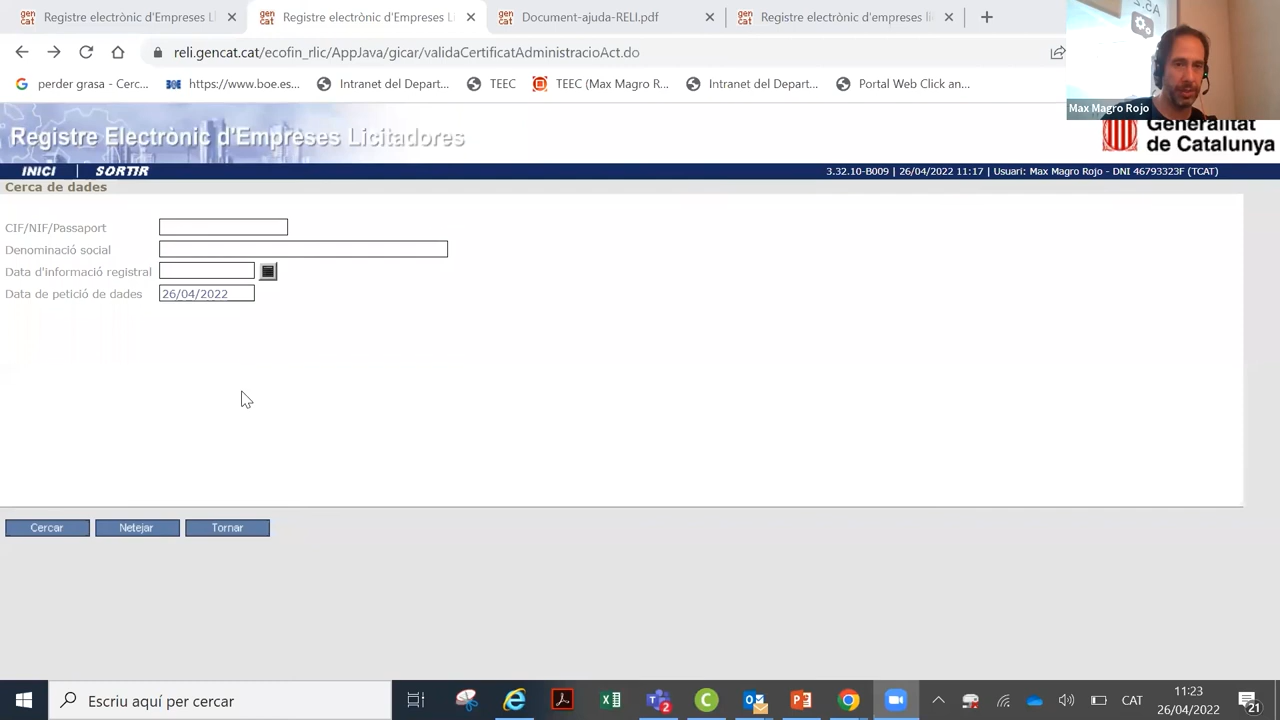 Registre electrònic d'Empreses L
Registre electrònic d'Empreses L
Document-ajuda-RELI.pdf
Registre electrònic d'empreses li
reli.gencat.cat/ecofin_rlic/AppJava/gicar/validaCertificatAdministracioAct.do
perder grasa - Cerc...
https://www.boe.es...
Intranet del Depart...
TEEC
TEEC (Max Magro R...
Intranet del Depart...
Portal Web Click an...
Max Magro Rojo
Registre Electrònic d'Empreses Licitadores
Generalitat
de Catalunya
INICI | SORTIR
3.32.10-B009 | 26/04/2022 11:17 | Usuari: Max Magro Rojo - DNI 46793323F (TCAT)
Cerca de dades
CIF/NIF/Passaport
Denominació social
Data d'informació registral
Data de petició de dades 26/04/2022
Cercar Netejar Tornar
Escriu aquí per cercar
CAT
11:23
26/04/2022
21